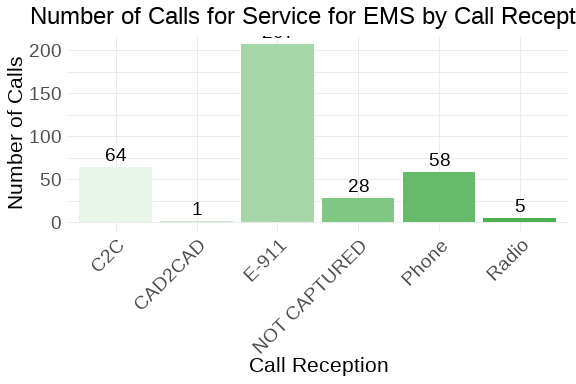 Number of Calls for Service for EMS by Call Recept
Number of Calls
200
150
100
50
0
64
1
28
58
5
C2C
CAD2CAD
E-911
NOT CAPTURED
Phone
Radio
Call Reception